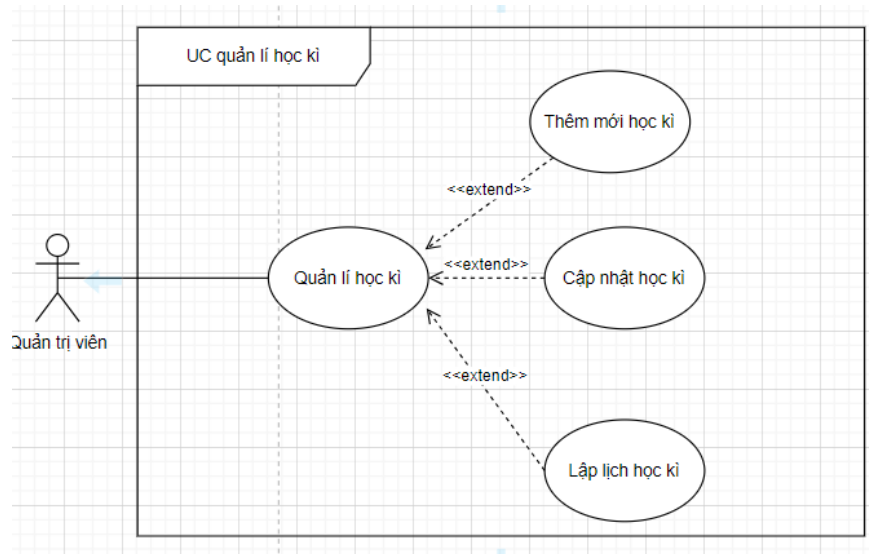 UC quản lí học kì
Thêm mới học kì
<<extend>>
Quản lí học kì
<<extend>>
Cập nhật học kì
Quản trị viên
<<extend>>
Lập lịch học kì